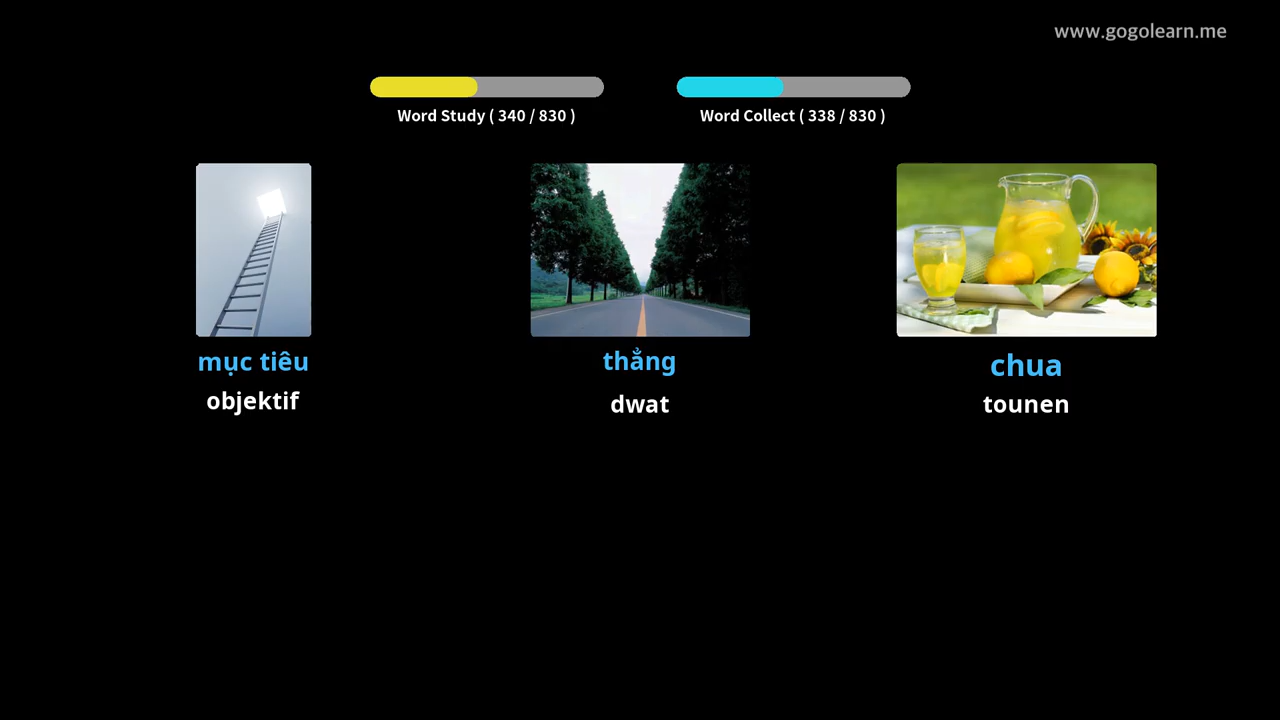 www.gogolearn.me
Word Study ( 340 / 830 )
Word Collect ( 338 / 830 )
mục tiêu
objektif
thẳng
dwat
chua
tounen